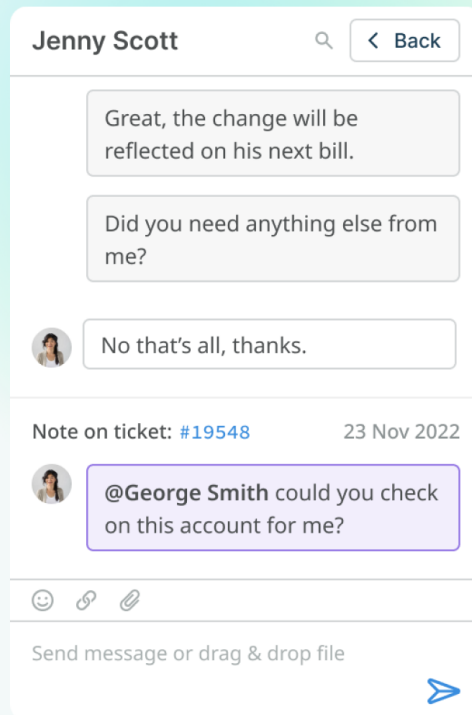 Jenny Scott
Back
Great, the change will be
reflected on his next bill.
Did you need anything else from
me?
No that’s all, thanks.
Note on ticket: #19548
23 Nov 2022
@George Smith could you check
on this account for me?
Send message or drag & drop file